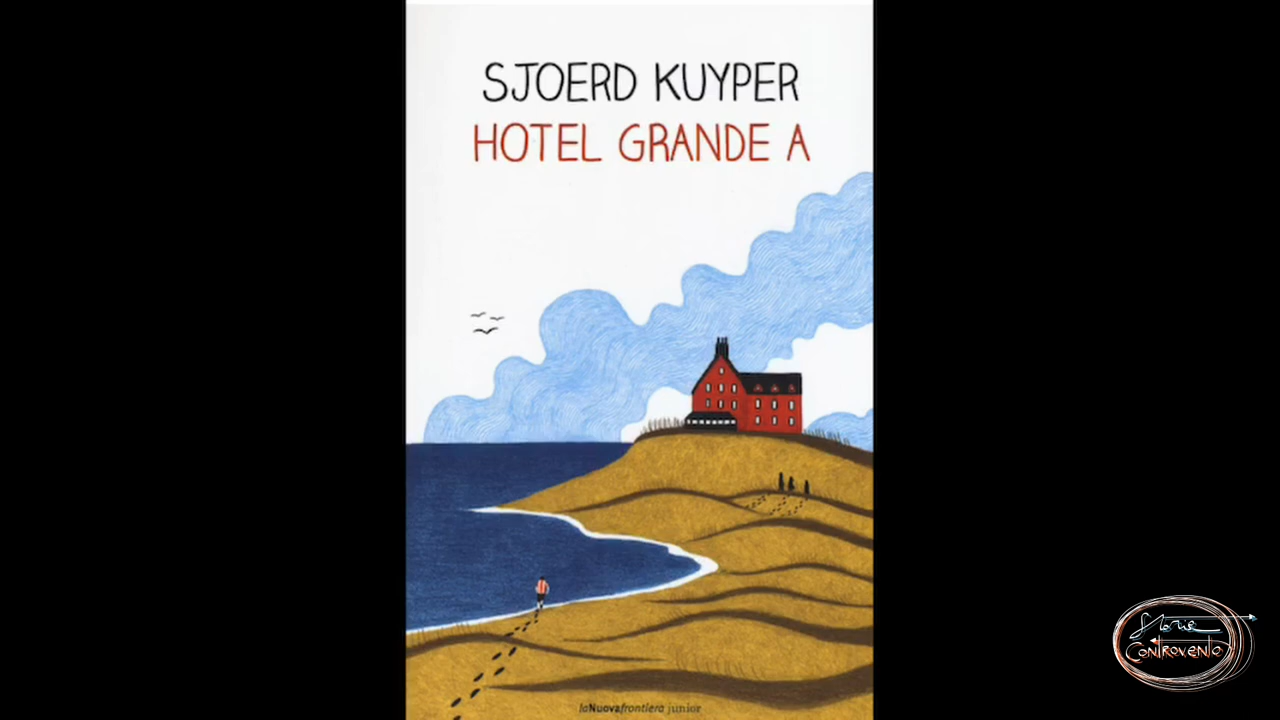 SJOERD KUYPER
HOTEL GRANDE A
laNuovafrontiera junior
Storie
Controvento